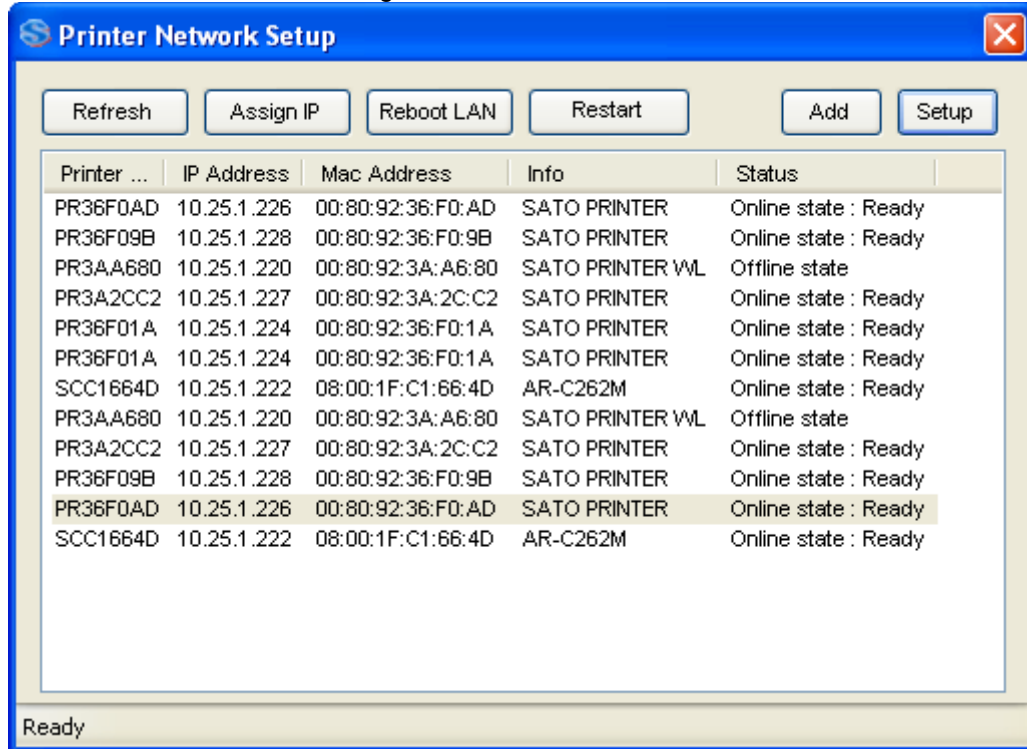 Printer Network Setup
Refresh Assign IP Reboot LAN Restart Add Setup
Printer ... IP Address Mac Address Info Status
PR36F0AD 10.25.1.226 00:80:92:36:F0:AD SATO PRINTER Online state : Ready
PR36F09B 10.25.1.228 00:80:92:36:F0:9B SATO PRINTER Online state : Ready
PR3AA680 10.25.1.220 00:80:92:3A:A6:80 SATO PRINTER WL Offline state
PR3A2CC2 10.25.1.227 00:80:92:3A:2C:C2 SATO PRINTER Online state : Ready
PR36F01A 10.25.1.224 00:80:92:36:F0:1A SATO PRINTER Online state : Ready
PR36F01A 10.25.1.224 00:80:92:36:F0:1A SATO PRINTER Online state : Ready
SCC1664D 10.25.1.222 08:00:1F:C1:66:4D AR-C262M Online state : Ready
PR3AA680 10.25.1.220 00:80:92:3A:A6:80 SATO PRINTER WL Offline state
PR3A2CC2 10.25.1.227 00:80:92:3A:2C:C2 SATO PRINTER Online state : Ready
PR36F09B 10.25.1.228 00:80:92:36:F0:9B SATO PRINTER Online state : Ready
PR36F0AD 10.25.1.226 00:80:92:36:F0:AD SATO PRINTER Online state : Ready
SCC1664D 10.25.1.222 08:00:1F:C1:66:4D AR-C262M Online state : Ready
Ready